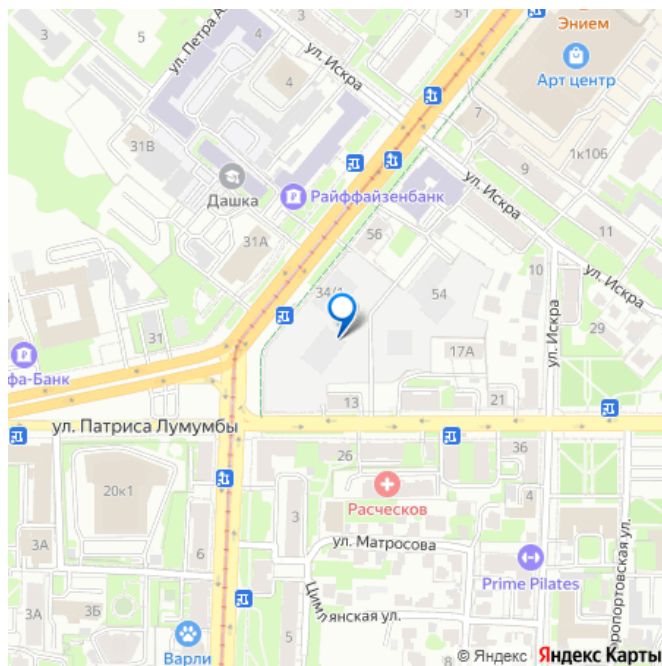 51
Энием
Арт центр
3
5
ул. Петра А
4
ул. Искра
4
7
1к106
31В
9
Дашка
Райффайзенбанк
ул. Искра
11
31А
56
10
ул. Искра
34/1
54
31
29
фа-Банк
17А
ул. Искра
13
21
ул. Патриса Лумумбы
26
36
20к1
Расческов
4
3
3А
6
ул. Матросова
Prime Pilates
3А
3Б
Цимлянская ул.
эропортовская ул.
5
Варли
© Яндекс Яндекс Карты